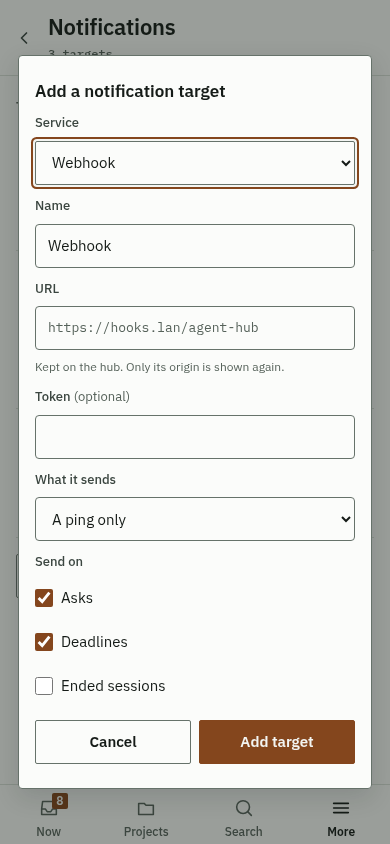 Notifications
3 targets
Add a notification target
Service
Webhook
Name
Webhook
URL
https://hooks.lan/agent-hub
Kept on the hub. Only its origin is shown again.
Token (optional)
What it sends
A ping only
Send on
Asks
Deadlines
Ended sessions
Cancel
Add target
8
Now
Projects
Search
More